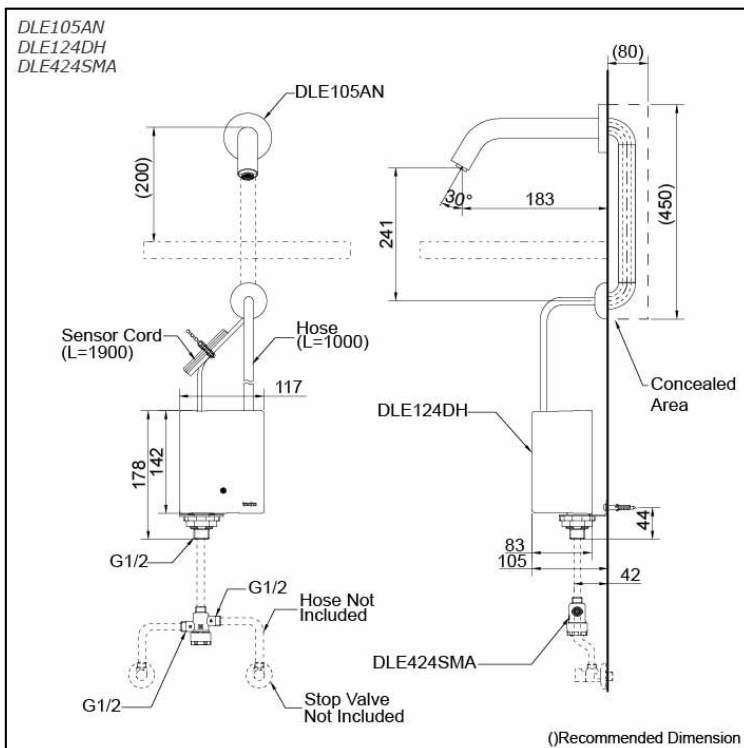 DLE105AN
DLE124DH
DLE424SMA
DLE105AN
(80)
(200)
30°
183
241
(450)
Sensor Cord
(L=1900)
Hose
(L=1000)
117
Concealed
Area
DLE124DH
178
142
44
83
105
42
G1/2
G1/2
Hose Not
Included
DLE424SMA
G1/2
Stop Valve
Not Included
()Recommended Dimension